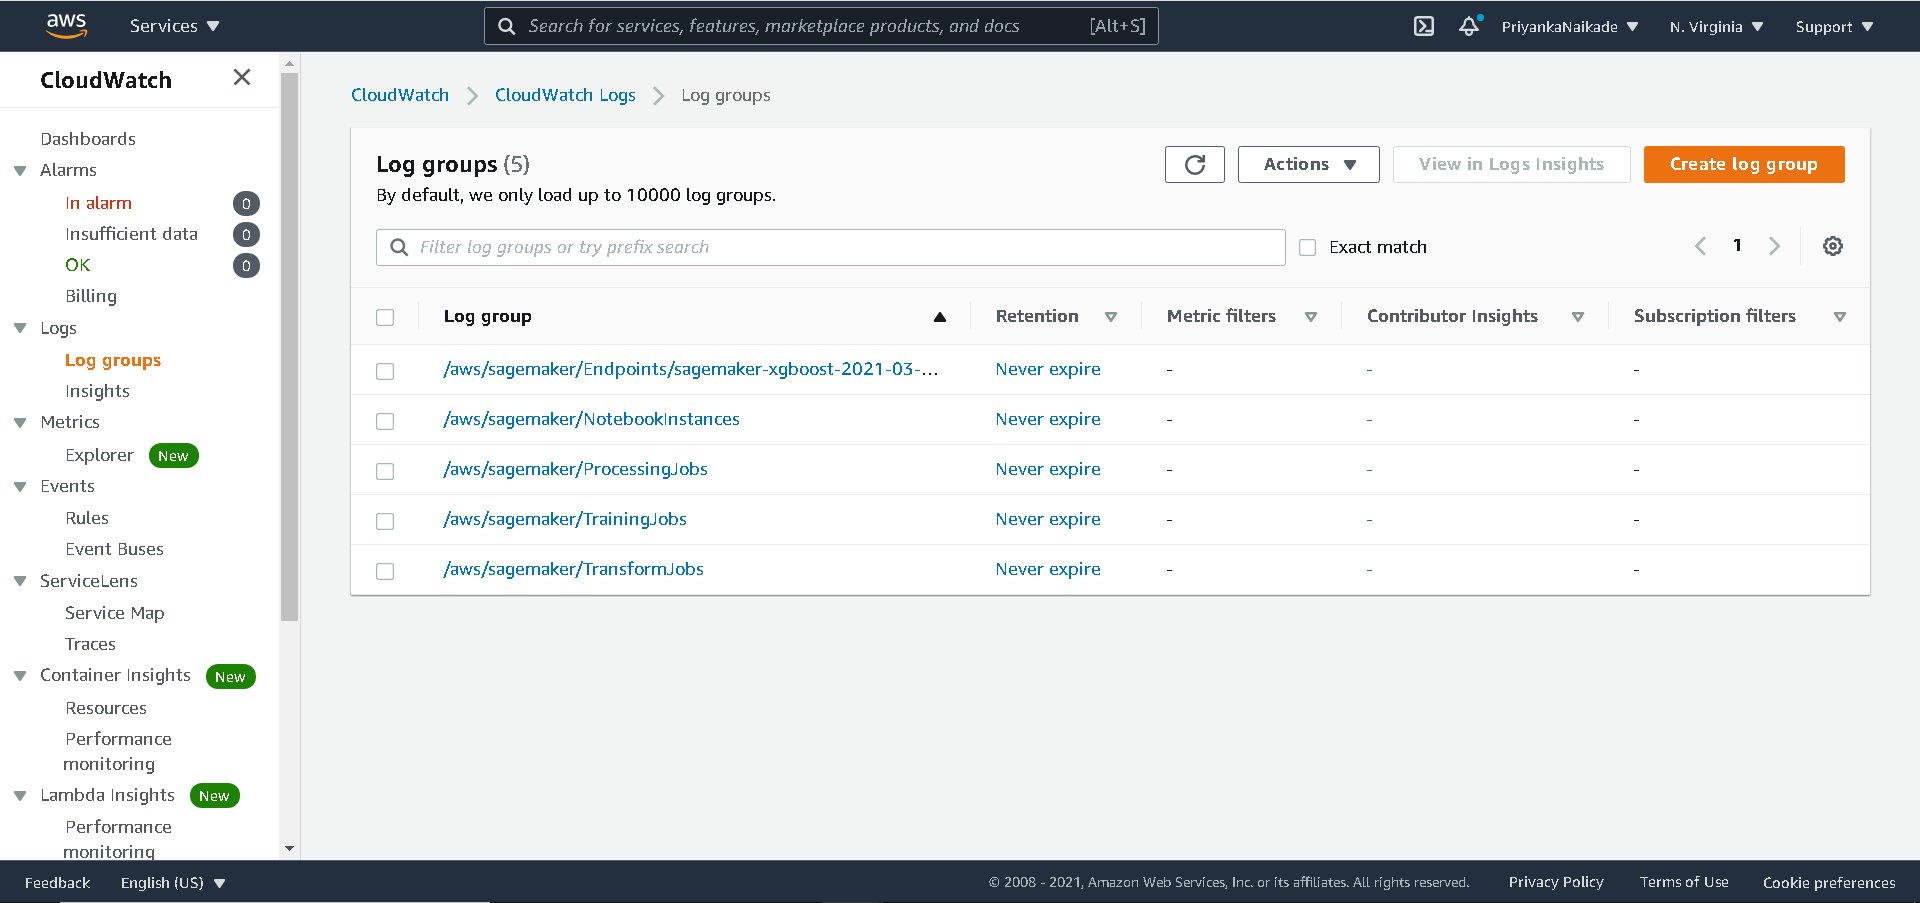 aws
Services
Search for services, features, marketplace products, and docs [Alt+S]
PriyankaNaikade
N. Virginia
Support
CloudWatch
Dashboards
Alarms
In alarm 0
Insufficient data 0
OK 0
Billing
Logs
Log groups
Insights
Metrics
Explorer New
Events
Rules
Event Buses
ServiceLens
Service Map
Traces
Container Insights New
Resources
Performance
monitoring
Lambda Insights New
Performance
monitoring
CloudWatch CloudWatch Logs Log groups
Log groups (5)
By default, we only load up to 10000 log groups.
Actions
View in Logs Insights
Create log group
Filter log groups or try prefix search
Exact match
1
Log group Retention Metric filters Contributor Insights Subscription filters
/aws/sagemaker/Endpoints/sagemaker-xgboost-2021-03-... Never expire - - -
/aws/sagemaker/NotebookInstances Never expire - - -
/aws/sagemaker/ProcessingJobs Never expire - - -
/aws/sagemaker/TrainingJobs Never expire - - -
/aws/sagemaker/TransformJobs Never expire - - -
Feedback English (US) © 2008 - 2021, Amazon Web Services, Inc. or its affiliates. All rights reserved. Privacy Policy Terms of Use Cookie preferences